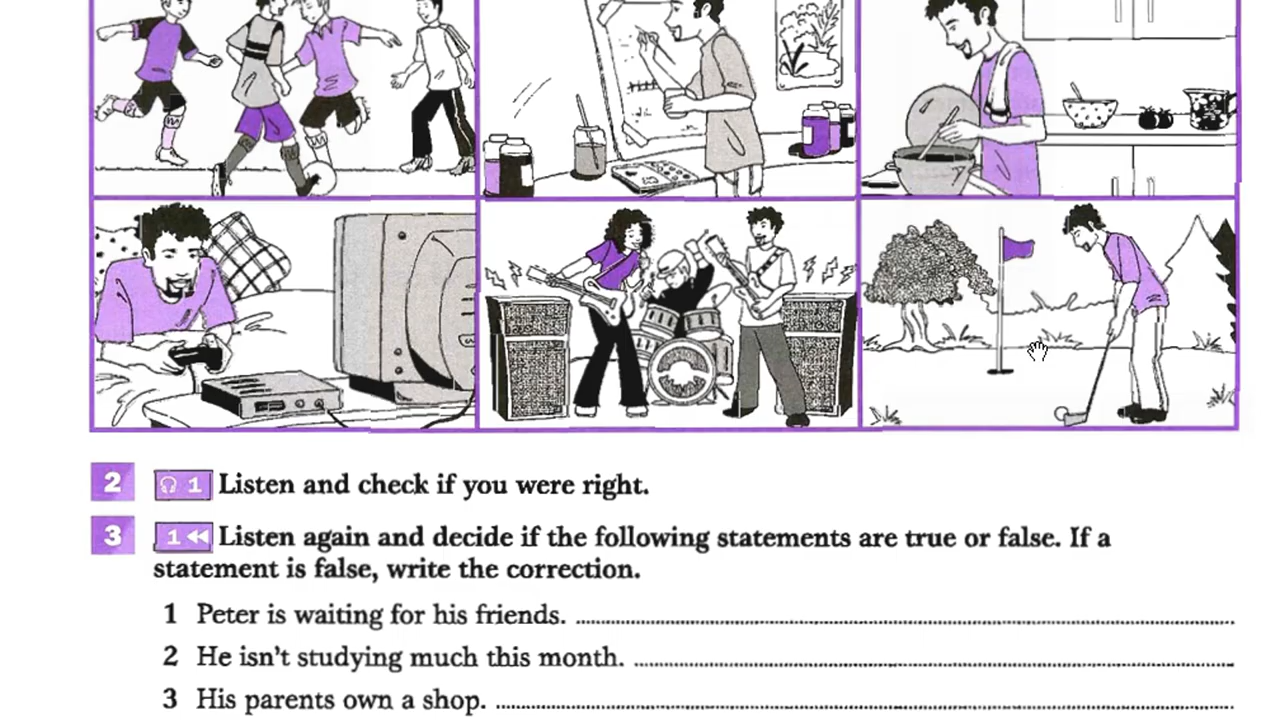 2 1 Listen and check if you were right.
3 1 Listen again and decide if the following statements are true or false. If a
statement is false, write the correction.
1 Peter is waiting for his friends.
2 He isn't studying much this month.
3 His parents own a shop.